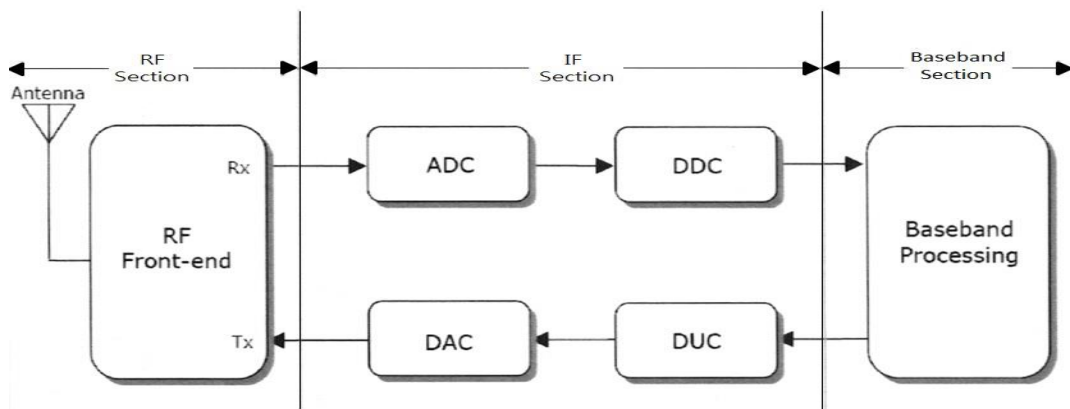 RF
Section
IF
Section
Baseband
Section
Antenna
Rx
ADC
DDC
RF
Front-end
Baseband
Processing
Tx
DAC
DUC